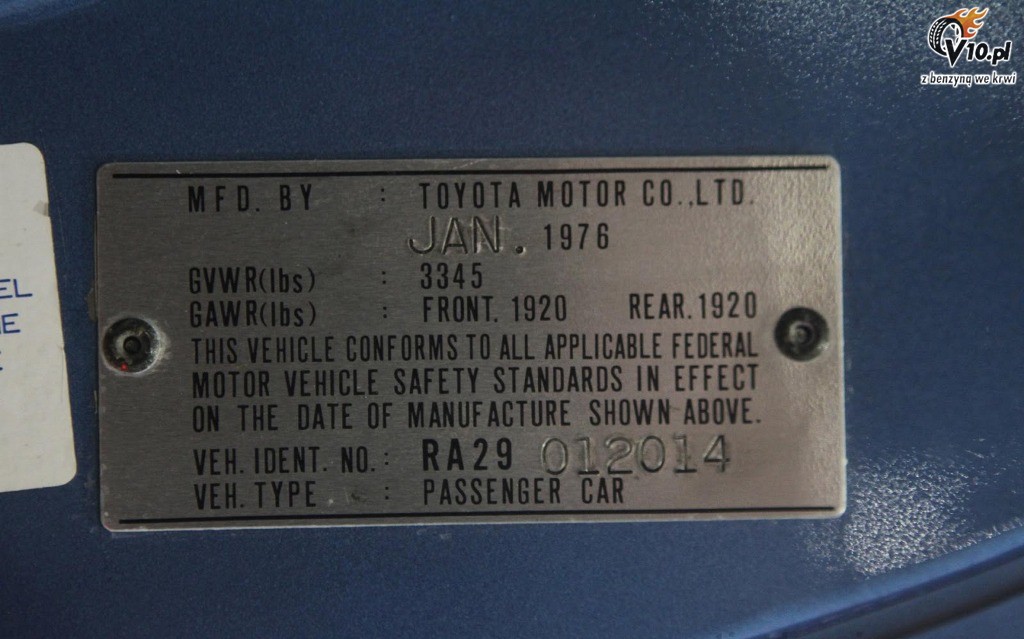 V10.pl
z benzyną we krwi
MFD. BY : TOYOTA MOTOR CO.,LTD.
JAN. 1976
GVWR(lbs) : 3345
GAWR(lbs) : FRONT. 1920 REAR. 1920
THIS VEHICLE CONFORMS TO ALL APPLICABLE FEDERAL
MOTOR VEHICLE SAFETY STANDARDS IN EFFECT
ON THE DATE OF MANUFACTURE SHOWN ABOVE.
VEH. IDENT. NO. : RA29 012014
VEH. TYPE : PASSENGER CAR